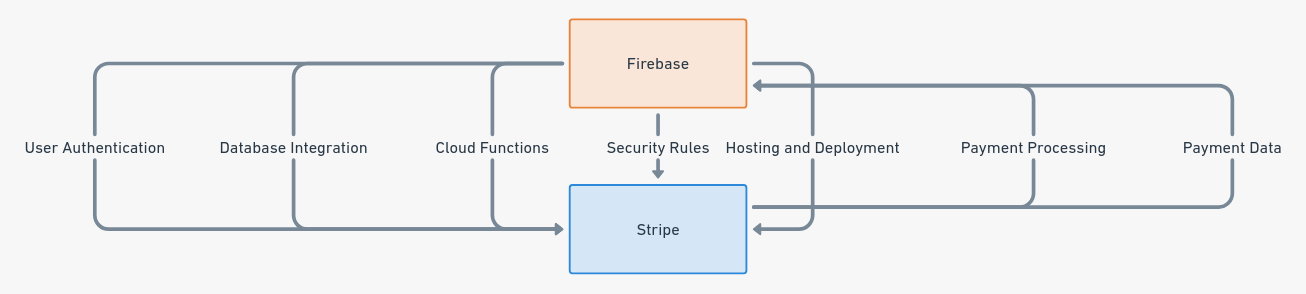 Firebase
User Authentication
Database Integration
Cloud Functions
Security Rules
Hosting and Deployment
Payment Processing
Payment Data
Stripe